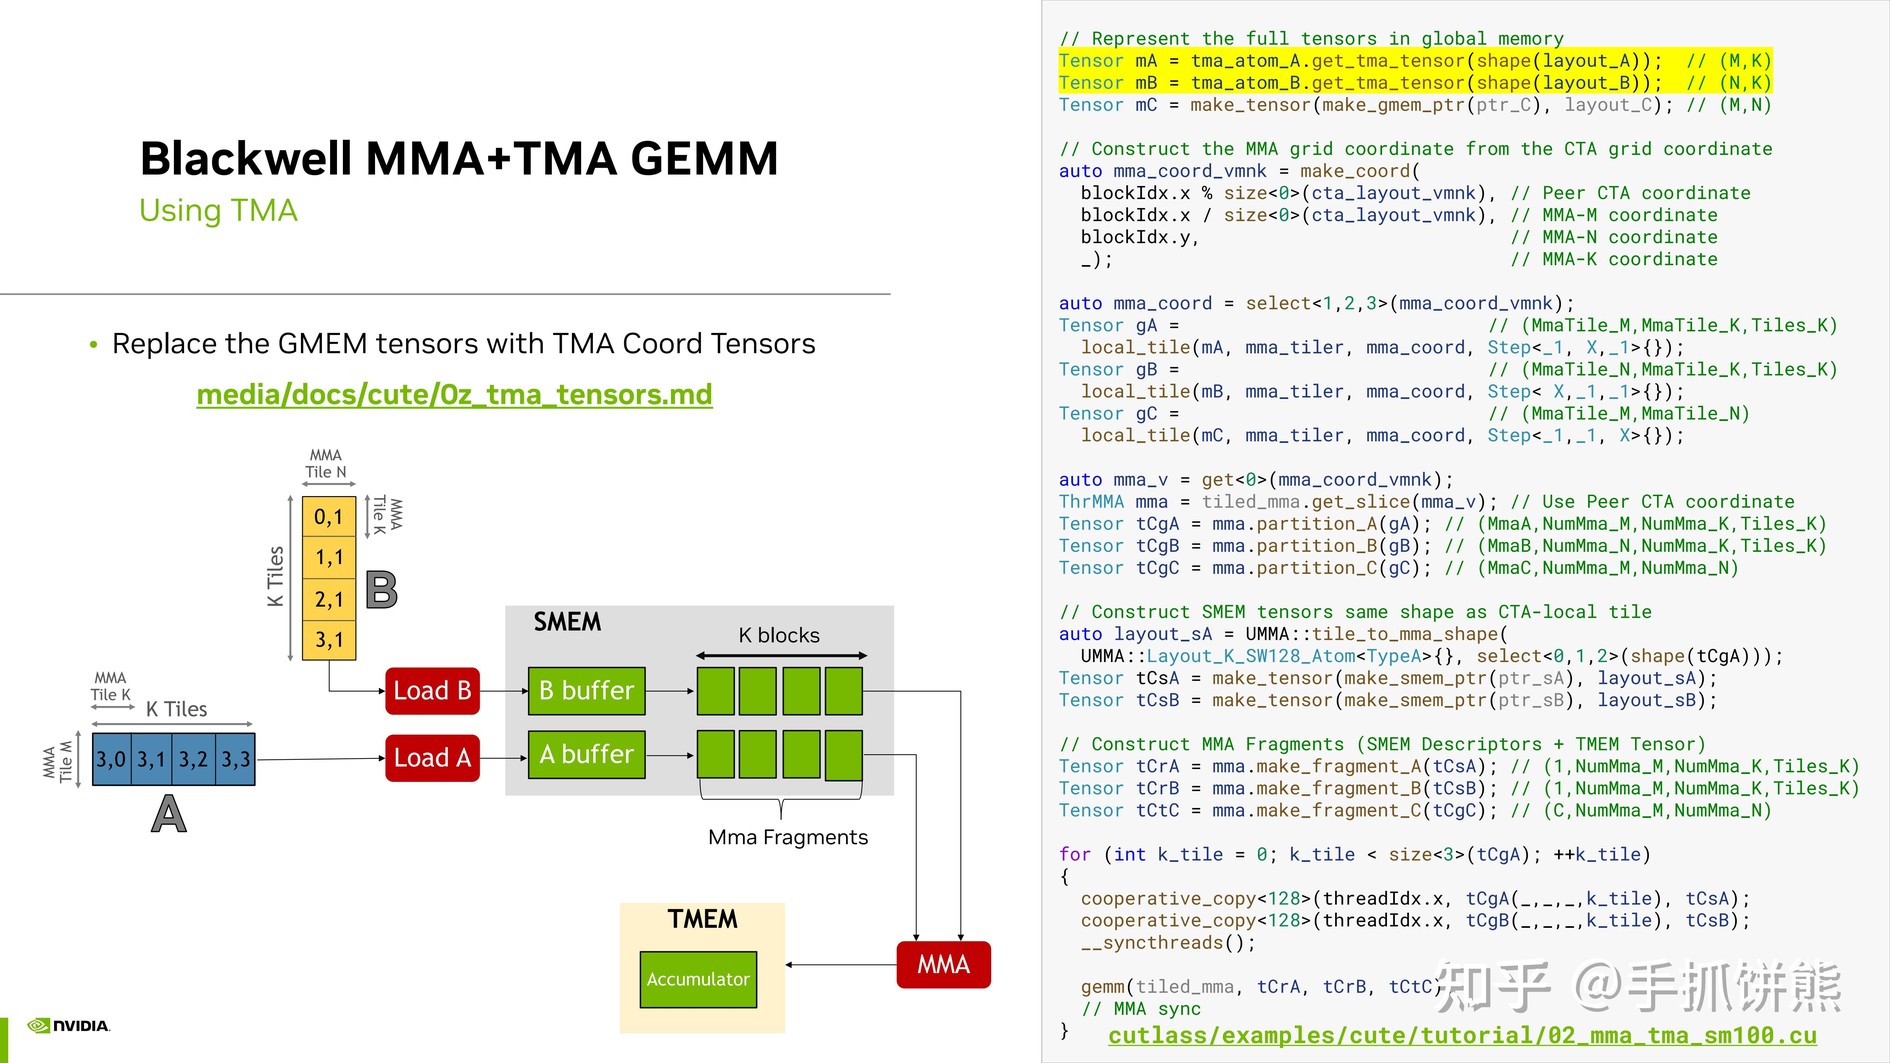 Blackwell MMA+TMA GEMM
Using TMA
• Replace the GMEM tensors with TMA Coord Tensors
media/docs/cute/0z_tma_tensors.md
MMA
Tile N
0,1
1,1
2,1
3,1
MMA
Tile K
K Tiles
B
MMA
Tile K
K Tiles
MMA
Tile M
3,0 3,1 3,2 3,3
A
Load B
Load A
SMEM
B buffer
A buffer
K blocks
Mma Fragments
TMEM
Accumulator
MMA
NVIDIA.
// Represent the full tensors in global memory
Tensor mA = tma_atom_A.get_tma_tensor(shape(layout_A)); // (M,K)
Tensor mB = tma_atom_B.get_tma_tensor(shape(layout_B)); // (N,K)
Tensor mC = make_tensor(make_gmem_ptr(ptr_C), layout_C); // (M,N)
// Construct the MMA grid coordinate from the CTA grid coordinate
auto mma_coord_vmnk = make_coord(
blockIdx.x % size<0>(cta_layout_vmnk), // Peer CTA coordinate
blockIdx.x / size<0>(cta_layout_vmnk), // MMA-M coordinate
blockIdx.y, // MMA-N coordinate
_); // MMA-K coordinate
auto mma_coord = select<1,2,3>(mma_coord_vmnk);
Tensor gA = // (MmaTile_M,MmaTile_K,Tiles_K)
local_tile(mA, mma_tiler, mma_coord, Step<_1, X,_1>{});
Tensor gB = // (MmaTile_N,MmaTile_K,Tiles_K)
local_tile(mB, mma_tiler, mma_coord, Step< X,_1,_1>{});
Tensor gC = // (MmaTile_M,MmaTile_N)
local_tile(mC, mma_tiler, mma_coord, Step<_1,_1, X>{});
auto mma_v = get<0>(mma_coord_vmnk);
ThrMMA mma = tiled_mma.get_slice(mma_v); // Use Peer CTA coordinate
Tensor tCgA = mma.partition_A(gA); // (MmaA,NumMma_M,NumMma_K,Tiles_K)
Tensor tCgB = mma.partition_B(gB); // (MmaB,NumMma_N,NumMma_K,Tiles_K)
Tensor tCgC = mma.partition_C(gC); // (MmaC,NumMma_M,NumMma_N)
// Construct SMEM tensors same shape as CTA-local tile
auto layout_sA = UMMA::tile_to_mma_shape(
UMMA::Layout_K_SW128_Atom<TypeA>{}, select<0,1,2>(shape(tCgA)));
Tensor tCsA = make_tensor(make_smem_ptr(ptr_sA), layout_sA);
Tensor tCsB = make_tensor(make_smem_ptr(ptr_sB), layout_sB);
// Construct MMA Fragments (SMEM Descriptors + TMEM Tensor)
Tensor tCrA = mma.make_fragment_A(tCsA); // (1,NumMma_M,NumMma_K,Tiles_K)
Tensor tCrB = mma.make_fragment_B(tCsB); // (1,NumMma_M,NumMma_K,Tiles_K)
Tensor tCtC = mma.make_fragment_C(tCgC); // (C,NumMma_M,NumMma_N)
for (int k_tile = 0; k_tile < size<3>(tCgA); ++k_tile)
{
cooperative_copy<128>(threadIdx.x, tCgA(_,_,_,k_tile), tCsA);
cooperative_copy<128>(threadIdx.x, tCgB(_,_,_,k_tile), tCsB);
__syncthreads();
gemm(tiled_mma, tCrA, tCrB, tCtC)
// MMA sync
}
cutlass/examples/cute/tutorial/02_mma_tma_sm100.cu
知乎 @手抓饼熊